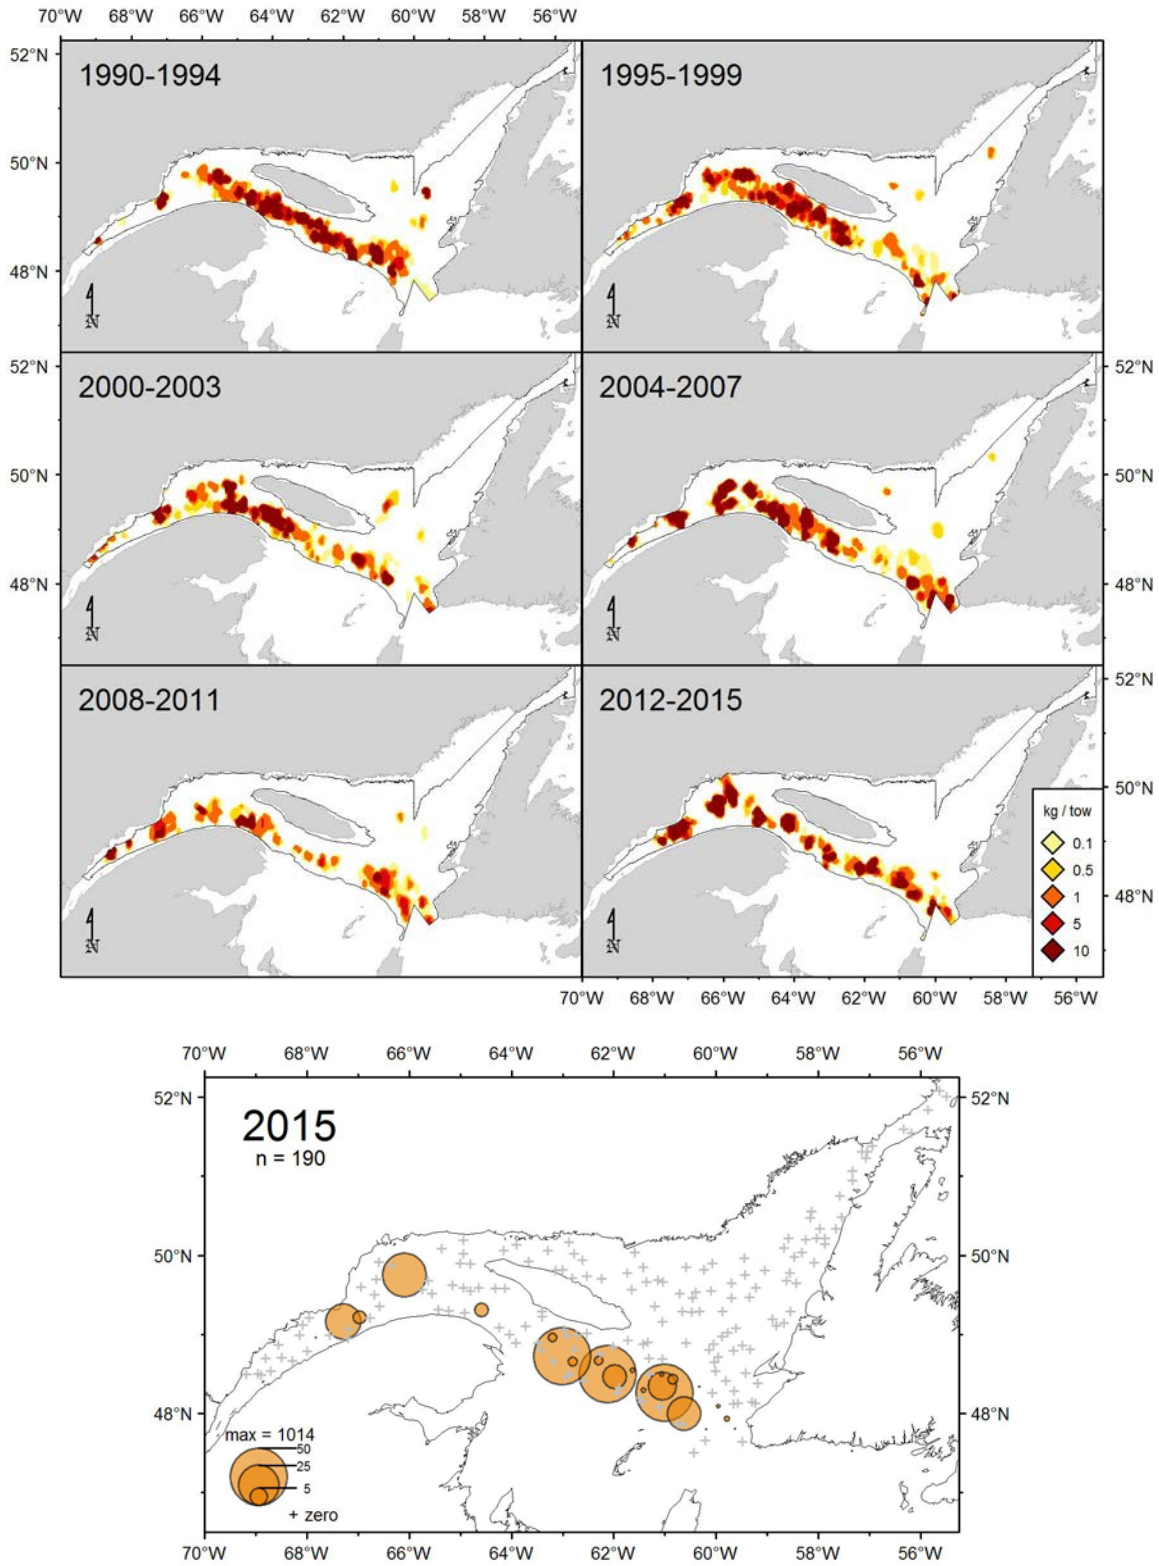 70°W 68°W 66°W 64°W 62°W 60°W 58°W 56°W
52°N
1990-1994 1995-1999
50°N
48°N
N N
52°N 52°N
2000-2003 2004-2007
50°N 50°N
48°N 48°N
N N
52°N
2008-2011 2012-2015
50°N
kg / tow
0.1
0.5
1
48°N
5
N N
10
70°W 68°W 66°W 64°W 62°W 60°W 58°W 56°W
70°W 68°W 66°W 64°W 62°W 60°W 58°W 56°W
52°N 52°N
2015
n = 190
50°N 50°N
48°N 48°N
max = 1014
50
25
5
+ zero
70°W 68°W 66°W 64°W 62°W 60°W 58°W 56°W